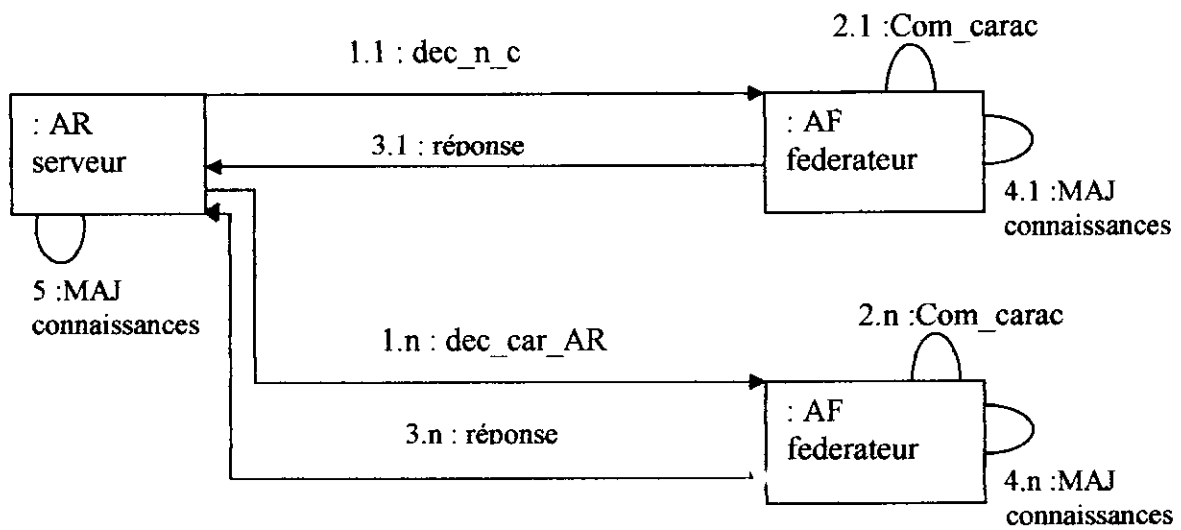 2.1 :Com_carac
1.1 : dec_n_c
: AR
serveur
: AF
federateur
3.1 : réponse
4.1 :MAJ
connaissances
5 :MAJ
connaissances
2.n :Com_carac
1.n : dec_car_AR
: AF
federateur
3.n : réponse
4.n :MAJ
connaissances